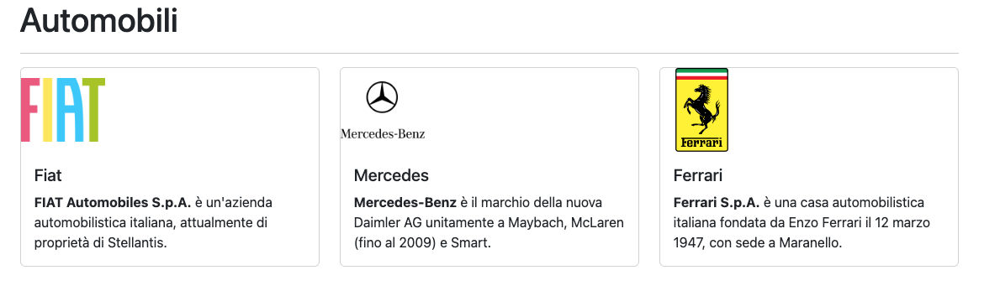 Automobili
FIAT
Mercedes-Benz
Ferrari
Fiat
FIAT Automobiles S.p.A. è un'azienda
automobilistica italiana, attualmente di
proprietà di Stellantis.
Mercedes
Mercedes-Benz è il marchio della nuova
Daimler AG unitamente a Maybach, McLaren
(fino al 2009) e Smart.
Ferrari
Ferrari S.p.A. è una casa automobilistica
italiana fondata da Enzo Ferrari il 12 marzo
1947, con sede a Maranello.